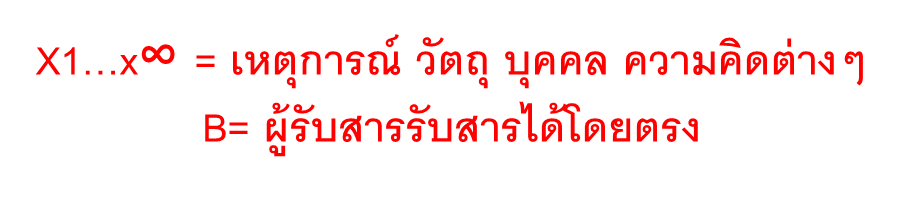 X1...x∞ = เหตุการณ์ วัตถุ บุคคล ความคิดต่างๆ
B= ผู้รับสารรับสารได้โดยตรง